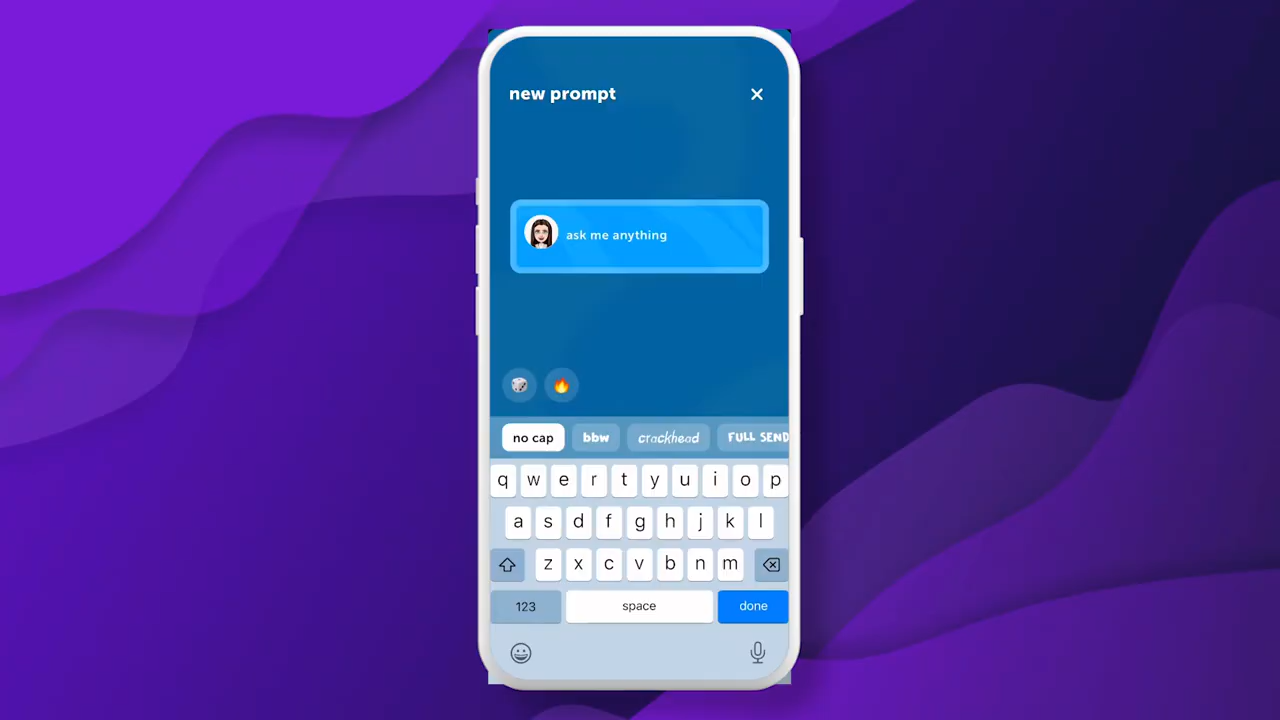 new prompt
ask me anything
no cap bbw crackhead FULL SEND
q w e r t y u i o p
a s d f g h j k l
z x c v b n m
123 space done